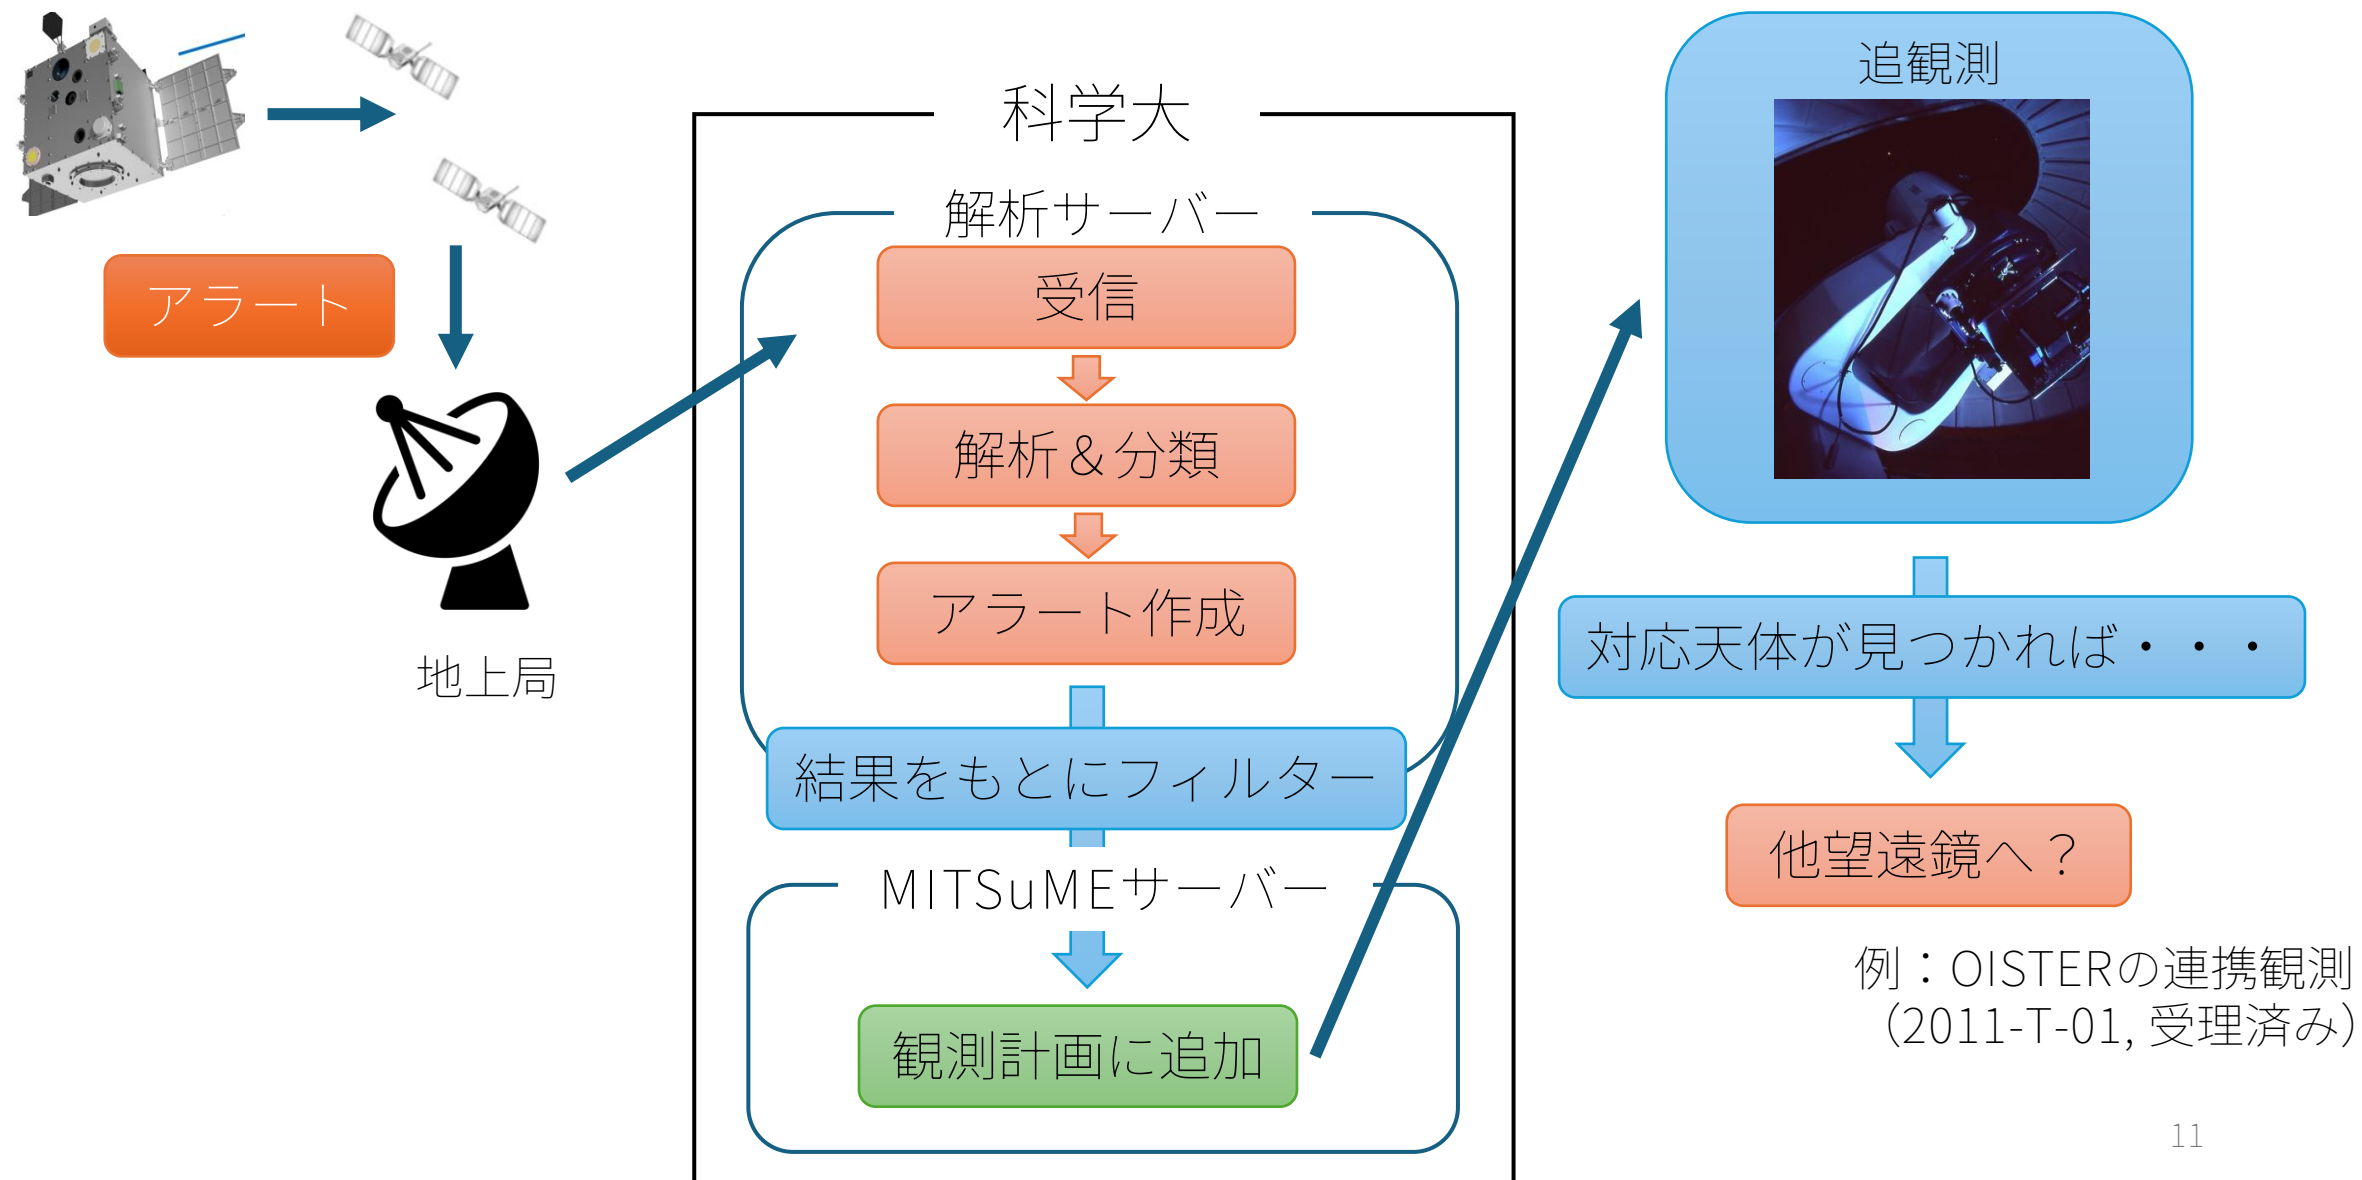 アラート
地上局
科学大
解析サーバー
受信
解析＆分類
アラート作成
結果をもとにフィルター
MITSuMEサーバー
観測計画に追加
追観測
対応天体が見つかれば・・・
他望遠鏡へ？
例：OISTERの連携観測
（2011-T-01, 受理済み）
11